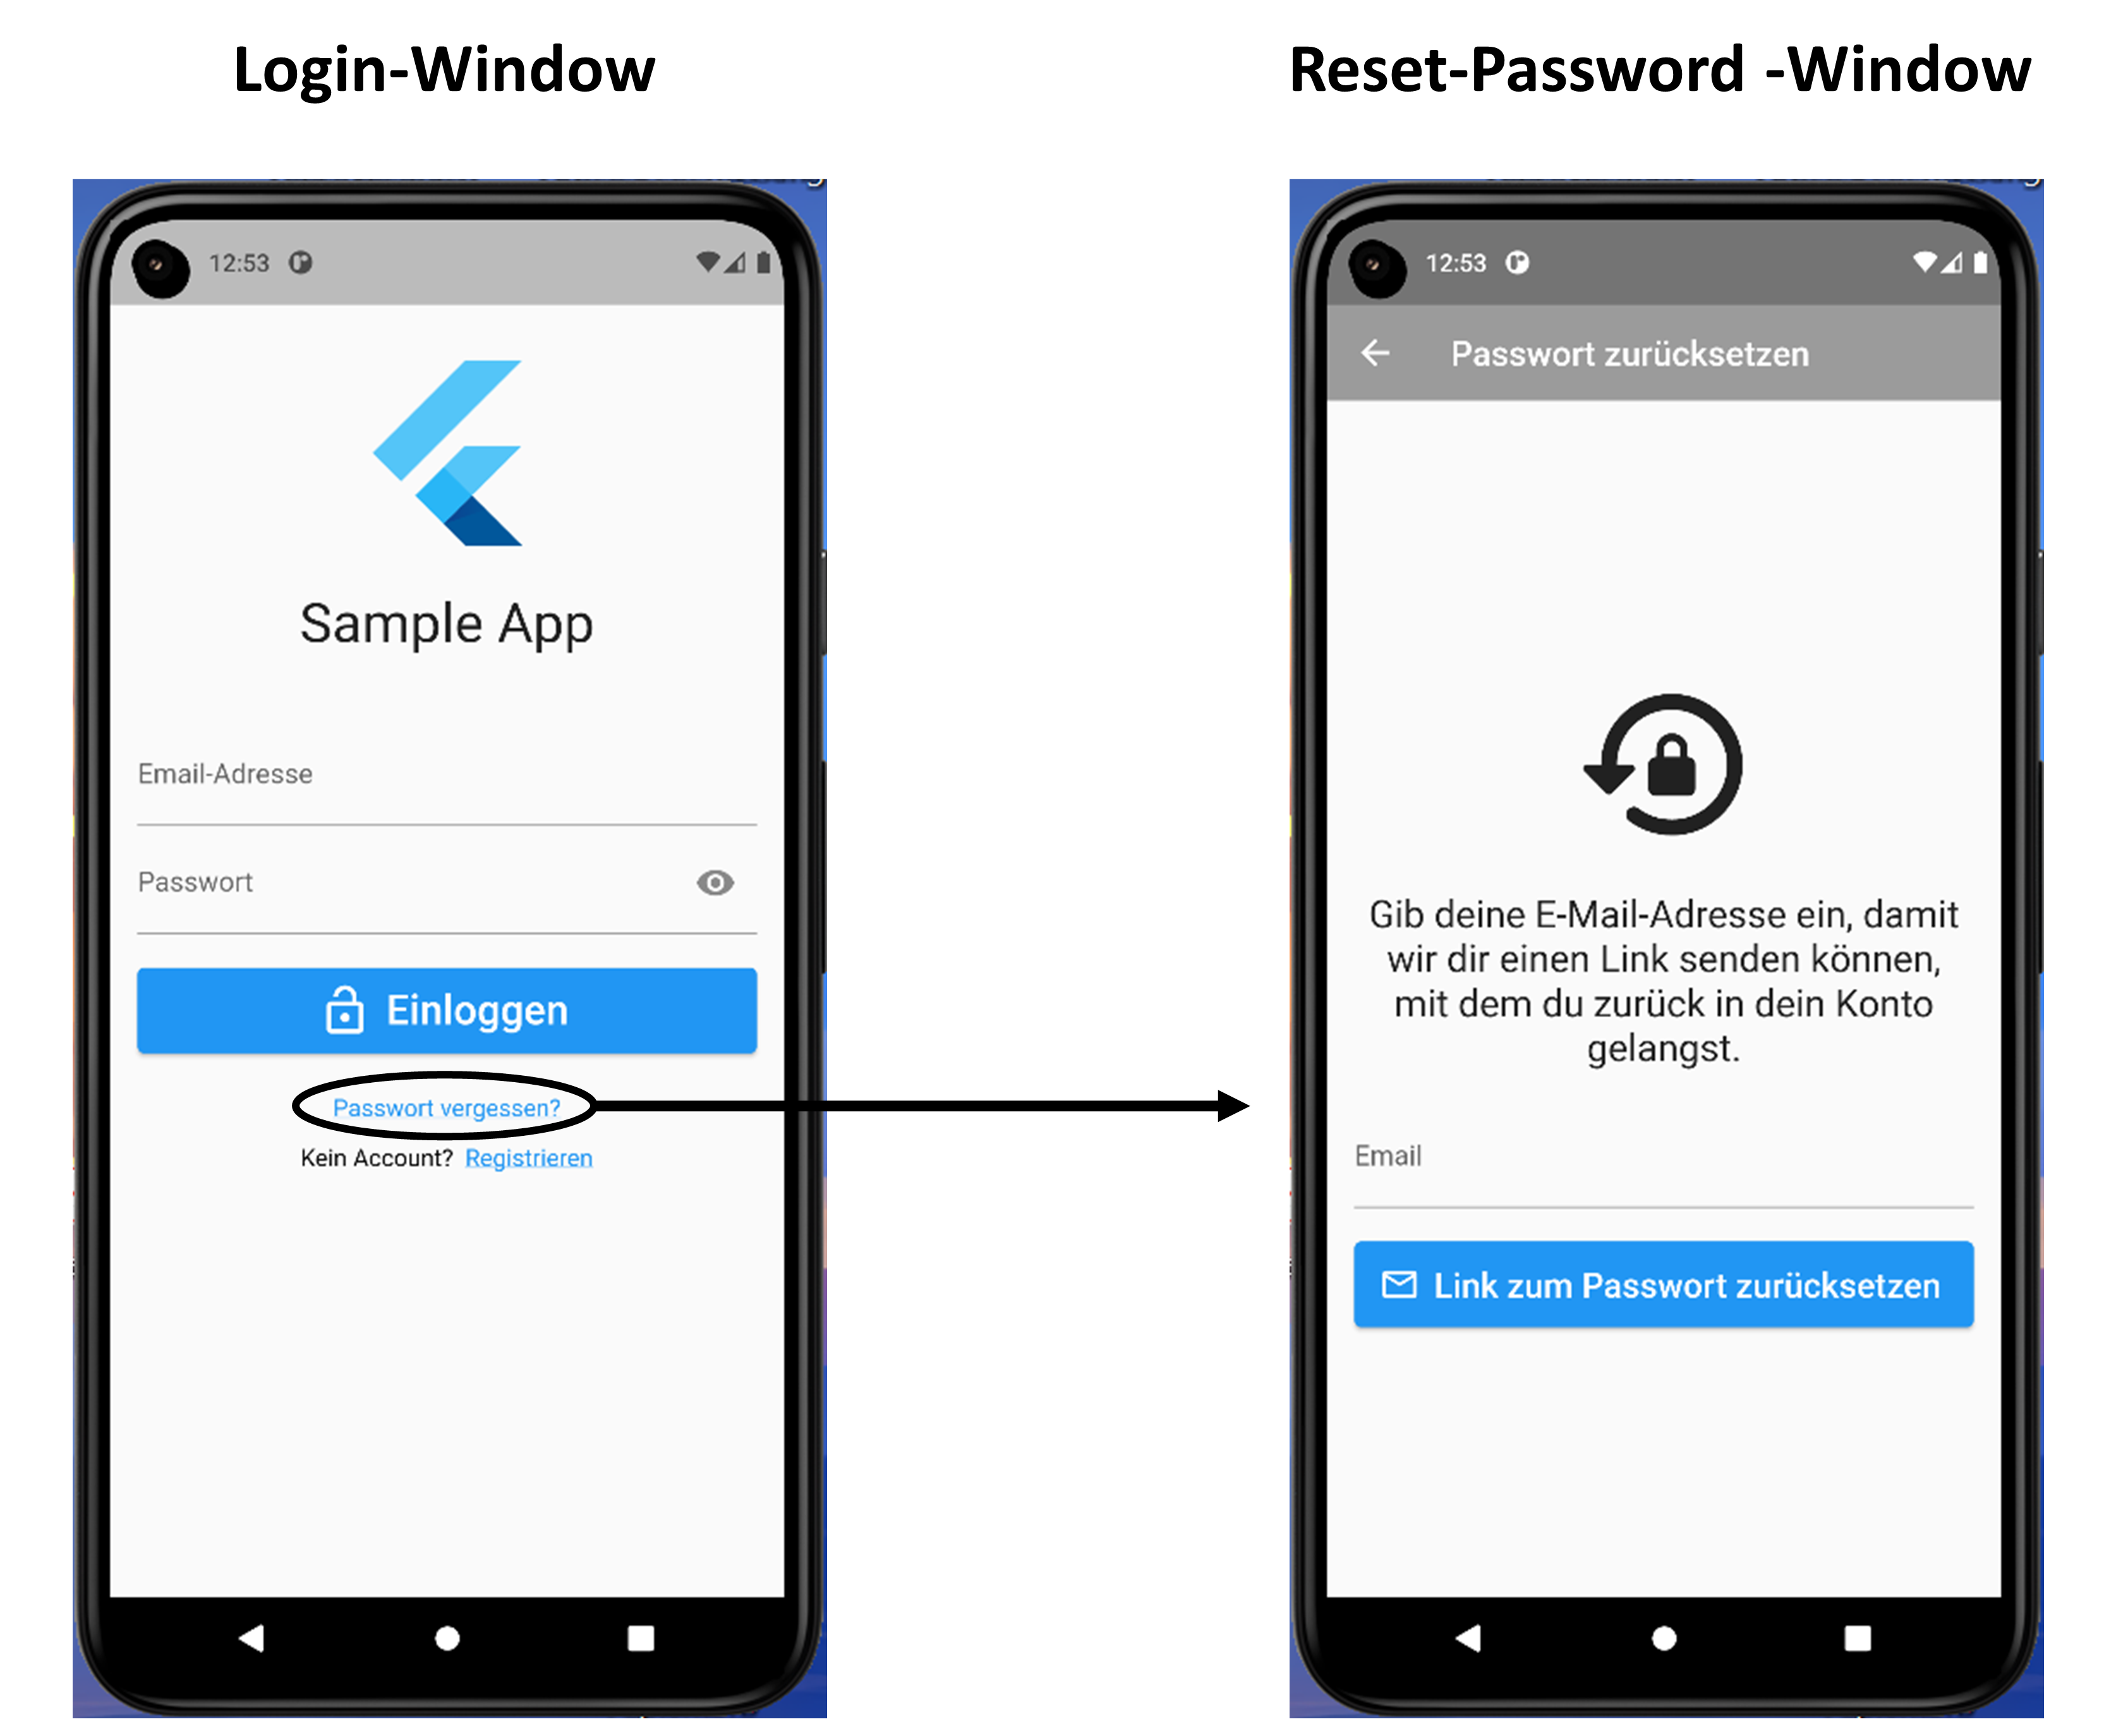 Login-Window
Reset-Password -Window
12:53
Sample App
Email-Adresse
Passwort
Einloggen
Passwort vergessen?
Kein Account? Registrieren
12:53
Passwort zurücksetzen
Gib deine E-Mail-Adresse ein, damit
wir dir einen Link senden können,
mit dem du zurück in dein Konto
gelangst.
Email
Link zum Passwort zurücksetzen